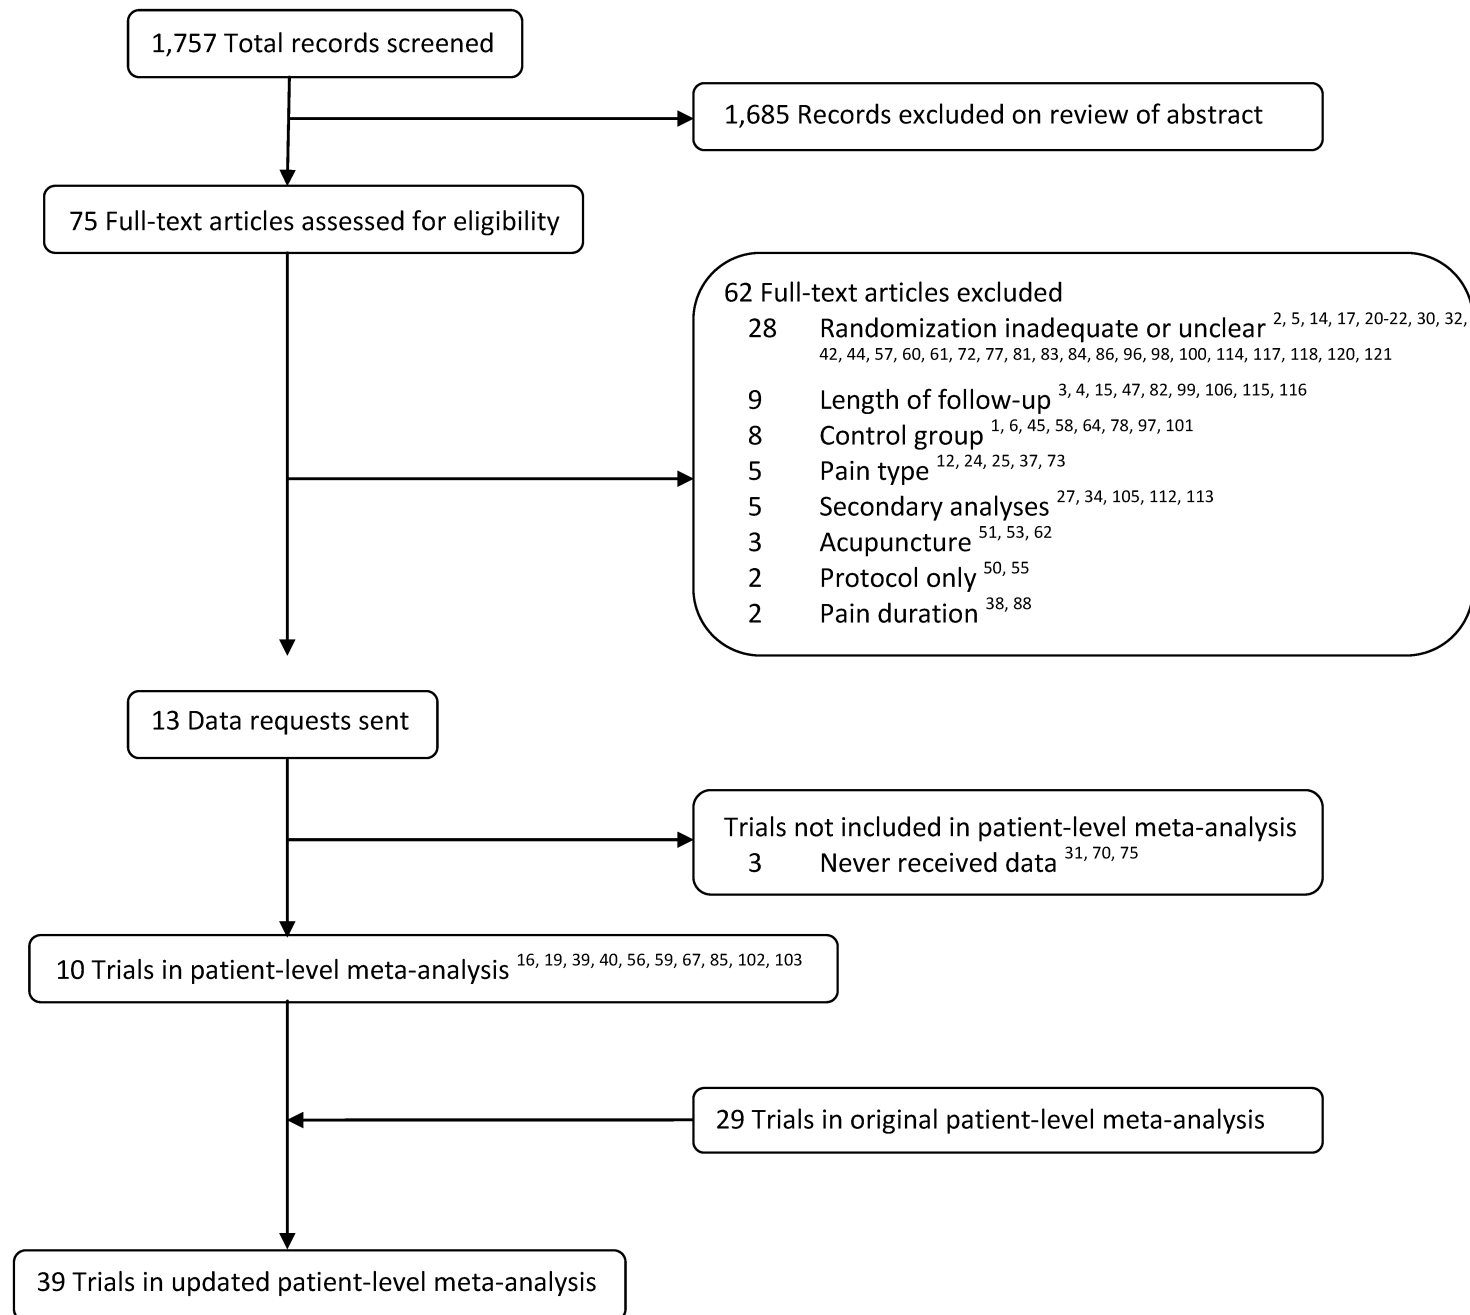 1,757 Total records screened
1,685 Records excluded on review of abstract
75 Full-text articles assessed for eligibility
62 Full-text articles excluded
28 Randomization inadequate or unclear 2, 5, 14, 17, 20-22, 30, 32,
42, 44, 57, 60, 61, 72, 77, 81, 83, 84, 86, 96, 98, 100, 114, 117, 118, 120, 121
9 Length of follow-up 3, 4, 15, 47, 82, 99, 106, 115, 116
8 Control group 1, 6, 45, 58, 64, 78, 97, 101
5 Pain type 12, 24, 25, 37, 73
5 Secondary analyses 27, 34, 105, 112, 113
3 Acupuncture 51, 53, 62
2 Protocol only 50, 55
2 Pain duration 38, 88
13 Data requests sent
Trials not included in patient-level meta-analysis
3 Never received data 31, 70, 75
10 Trials in patient-level meta-analysis 16, 19, 39, 40, 56, 59, 67, 85, 102, 103
29 Trials in original patient-level meta-analysis
39 Trials in updated patient-level meta-analysis